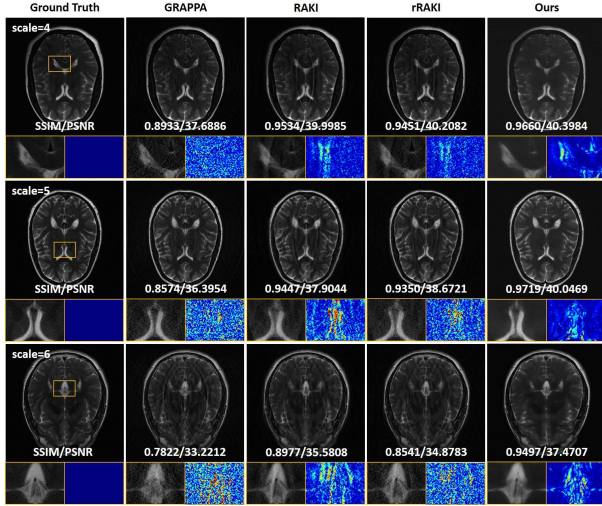 Ground Truth GRAPPA RAKI rRAKI Ours
scale=4
SSIM/PSNR 0.8933/37.6886 0.9534/39.9985 0.9451/40.2082 0.9660/40.3984
scale=5
SSIM/PSNR 0.8574/36.3954 0.9447/37.9044 0.9350/38.6721 0.9719/40.0469
scale=6
SSIM/PSNR 0.7822/33.2212 0.8977/35.5808 0.8541/34.8783 0.9497/37.4707